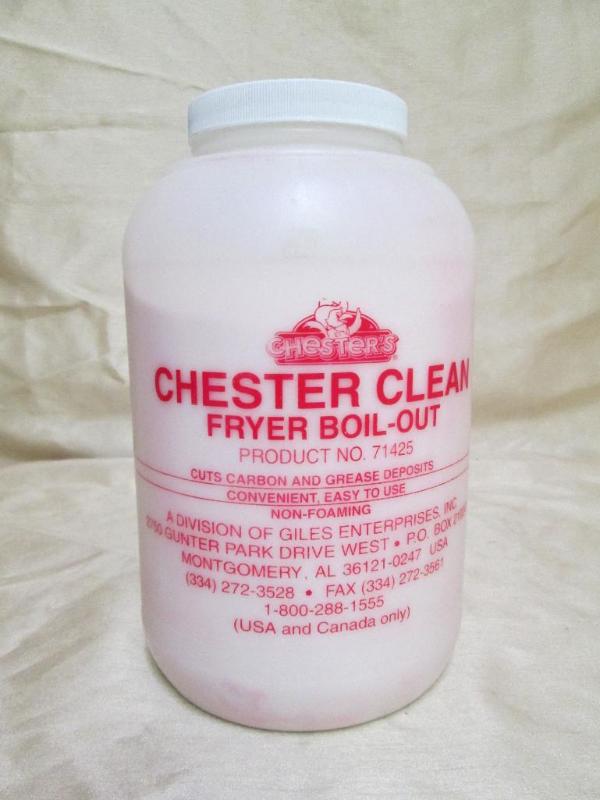 CHESTER'S
CHESTER CLEAN
FRYER BOIL-OUT
PRODUCT NO. 71425
CUTS CARBON AND GREASE DEPOSITS
CONVENIENT, EASY TO USE
NON-FOAMING
A DIVISION OF GILES ENTERPRISES, INC.
GUNTER PARK DRIVE WEST • P.O. BOX
MONTGOMERY, AL 36121-0247 USA
(334) 272-3528 • FAX (334) 272-3561
1-800-288-1555
(USA and Canada only)